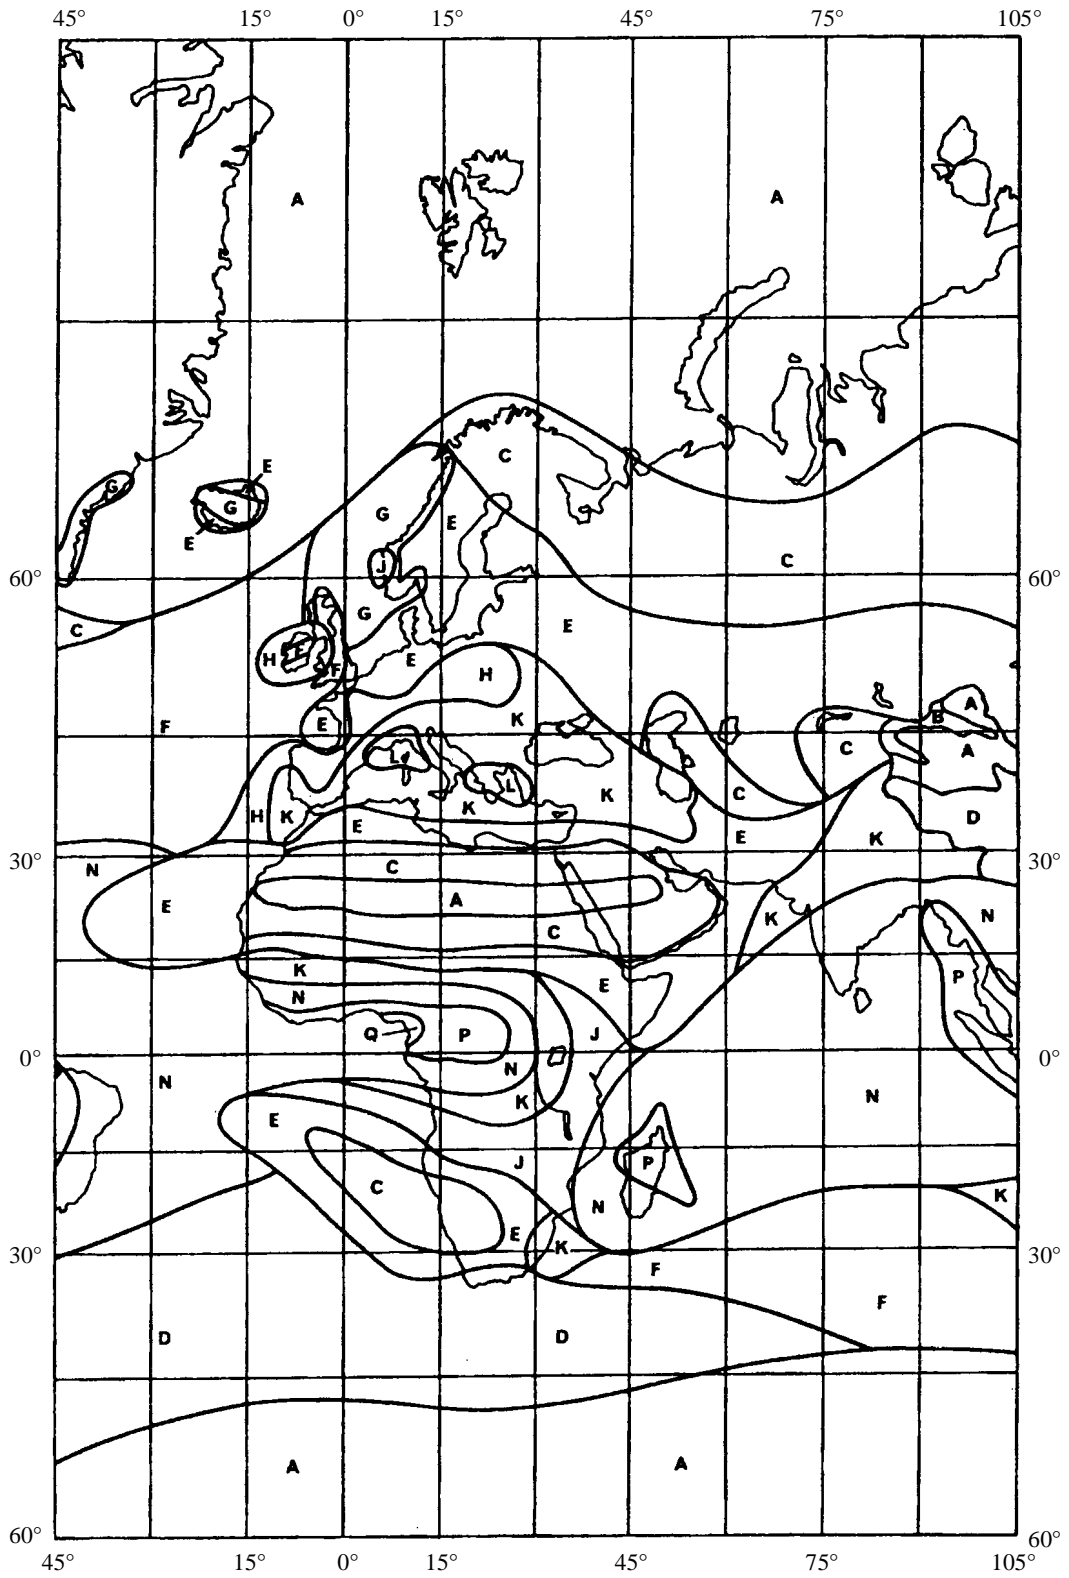 45° 15° 0° 15° 45° 75° 105°
A A
C
G E
G
E
G E
J
60° C 60°
G
C E
H E F E
H
A
F E K B
C A
L
L
K C
H K K D
E E K
30° N C 30°
E A K N
C
K E P
N
Q P J
0° N 0°
N K N
E
J P
C K
N
E K
30° F 30°
F
D D
A A
60° 60°
45° 15° 0° 15° 45° 75° 105°